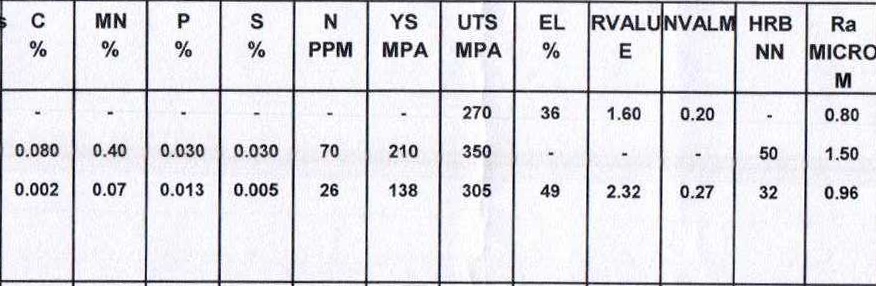 s C MN P S N YS UTS EL RVALU NVALM HRB Ra
% % % % PPM MPA MPA % E NN MICRO
M
- - - - - - 270 36 1.60 0.20 - 0.80
0.080 0.40 0.030 0.030 70 210 350 - - - 50 1.50
0.002 0.07 0.013 0.005 26 138 305 49 2.32 0.27 32 0.96